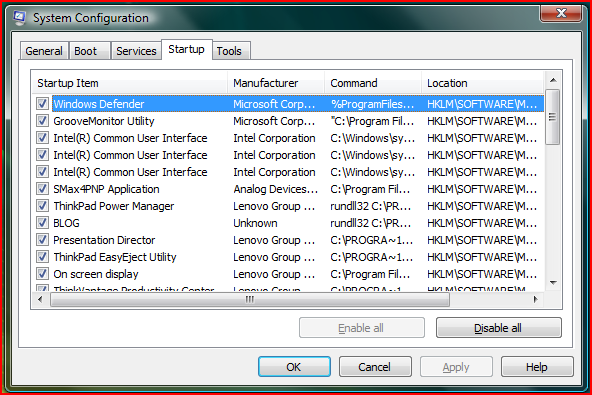 System Configuration
General Boot Services Startup Tools
Startup Item Manufacturer Command Location
Windows Defender Microsoft Corp... %ProgramFiles... HKLM\SOFTWARE\M...
GrooveMonitor Utility Microsoft Corp... "C:\Program Fil... HKLM\SOFTWARE\M...
Intel(R) Common User Interface Intel Corporation C:\Windows\sy... HKLM\SOFTWARE\M...
Intel(R) Common User Interface Intel Corporation C:\Windows\sy... HKLM\SOFTWARE\M...
Intel(R) Common User Interface Intel Corporation C:\Windows\sy... HKLM\SOFTWARE\M...
SMax4PNP Application Analog Devices... C:\Program Fil... HKLM\SOFTWARE\M...
ThinkPad Power Manager Lenovo Group ... rundll32 C:\PR... HKLM\SOFTWARE\M...
BLOG Unknown rundll32 C:\PR... HKLM\SOFTWARE\M...
Presentation Director Lenovo Group ... C:\PROGRA~1... HKLM\SOFTWARE\M...
ThinkPad EasyEject Utility Lenovo Group ... C:\PROGRA~1... HKLM\SOFTWARE\M...
On screen display Lenovo Group ... C:\Program Fil... HKLM\SOFTWARE\M...
ThinkVantage Productivity Center Lenovo Group ... C:\PROGRA~1... HKLM\SOFTWARE\M...
Enable all Disable all
OK Cancel Apply Help